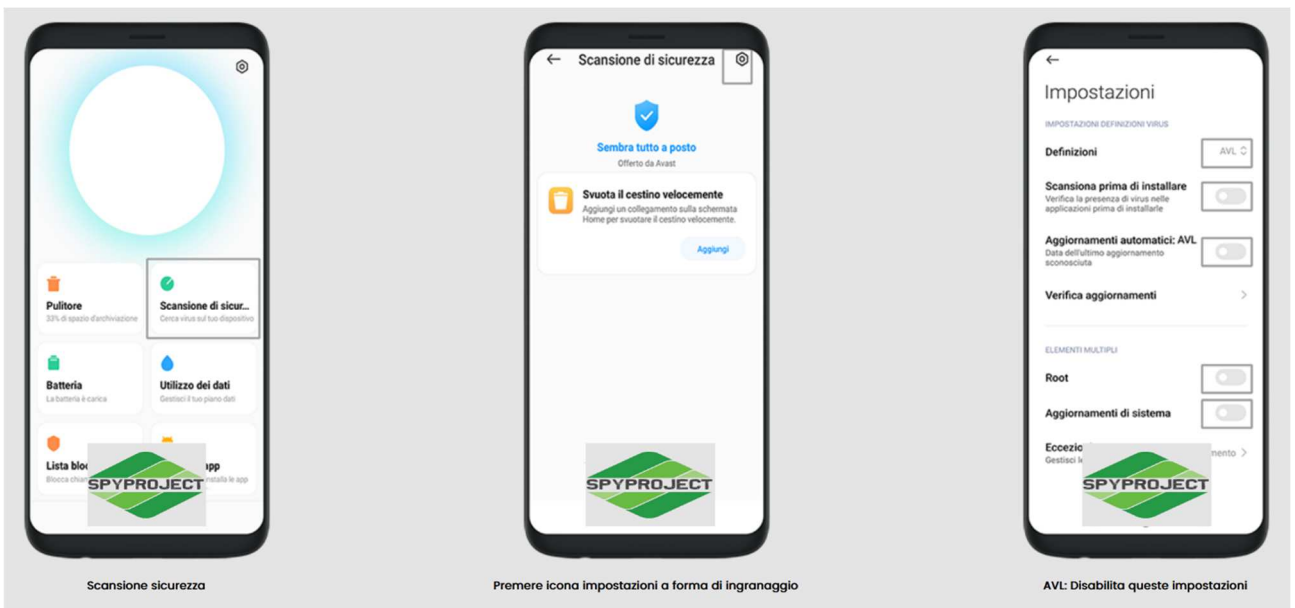 Pulitore
33% di spazio d'archiviazione
Scansione di sicur...
Cerca virus sul tuo dispositivo
Batteria
La batteria è carica
Utilizzo dei dati
Gestisci il tuo piano dati
Lista bloc
pp
Blocca chiam
nstalla le app
SPYPROJECT
Scansione sicurezza
Scansione di sicurezza
Sembra tutto a posto
Offerto da Avast
Svuota il cestino velocemente
Aggiungi un collegamento sulla schermata
Home per svuotare il cestino velocemente.
Aggiungi
SPYPROJECT
Premere icona impostazioni a forma di ingranaggio
Impostazioni
IMPOSTAZIONI DEFINIZIONI VIRUS
Definizioni
AVL
Scansiona prima di installare
Verifica la presenza di virus nelle
applicazioni prima di installarle
Aggiornamenti automatici: AVL
Data dell'ultimo aggiornamento
sconosciuta
Verifica aggiornamenti
ELEMENTI MULTIPLI
Root
Aggiornamenti di sistema
Eccezio
Gestisci le
mento
SPYPROJECT
AVL: Disabilita queste impostazioni